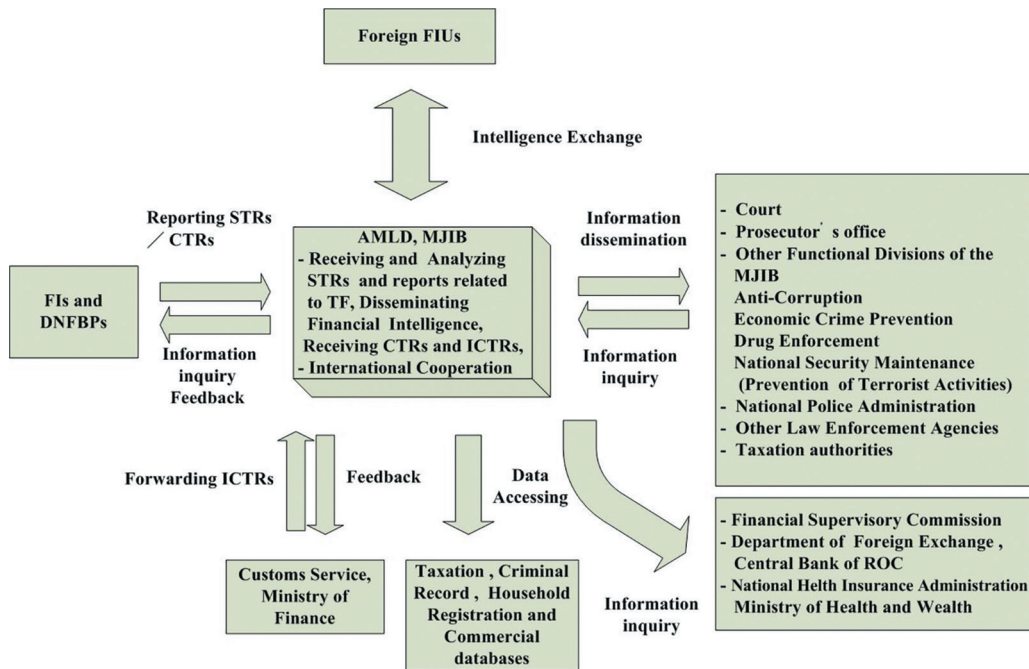 Foreign FIUs
Intelligence Exchange
Reporting STRs
／ CTRs
FIs and
DNFBPs
Information
inquiry
Feedback
AMLD, MJIB
- Receiving and Analyzing
STRs and reports related
to TF, Disseminating
Financial Intelligence,
Receiving CTRs and ICTRs,
- International Cooperation
Information
dissemination
Information
inquiry
- Court
- Prosecutor's office
- Other Functional Divisions of the
MJIB
Anti-Corruption
Economic Crime Prevention
Drug Enforcement
National Security Maintenance
(Prevention of Terrorist Activities)
- National Police Administration
- Other Law Enforcement Agencies
- Taxation authorities
Forwarding ICTRs
Feedback
Data
Accessing
Customs Service,
Ministry of
Finance
Taxation , Criminal
Record , Household
Registration and
Commercial
databases
Information
inquiry
- Financial Supervisory Commission
- Department of Foreign Exchange ,
Central Bank of ROC
- National Helth Insurance Administration
Ministry of Health and Wealth